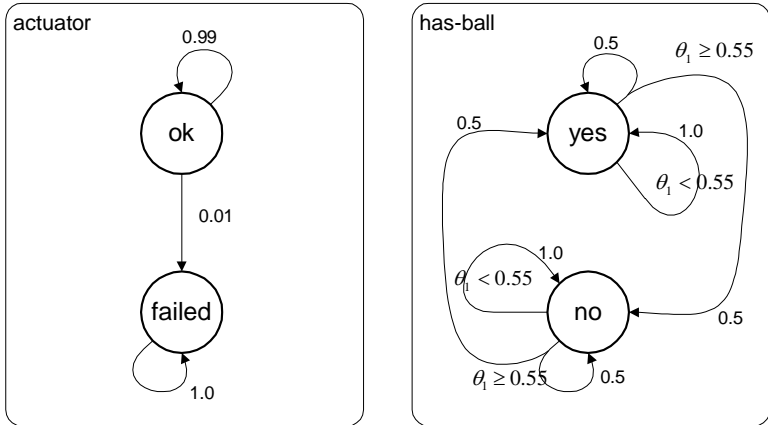 actuator
0.99
ok
0.01
failed
1.0
has-ball
0.5
θ₁ ≥ 0.55
0.5
yes
1.0
θ₁ < 0.55
1.0
θ₁ < 0.55
no
0.5
θ₁ ≥ 0.55
0.5